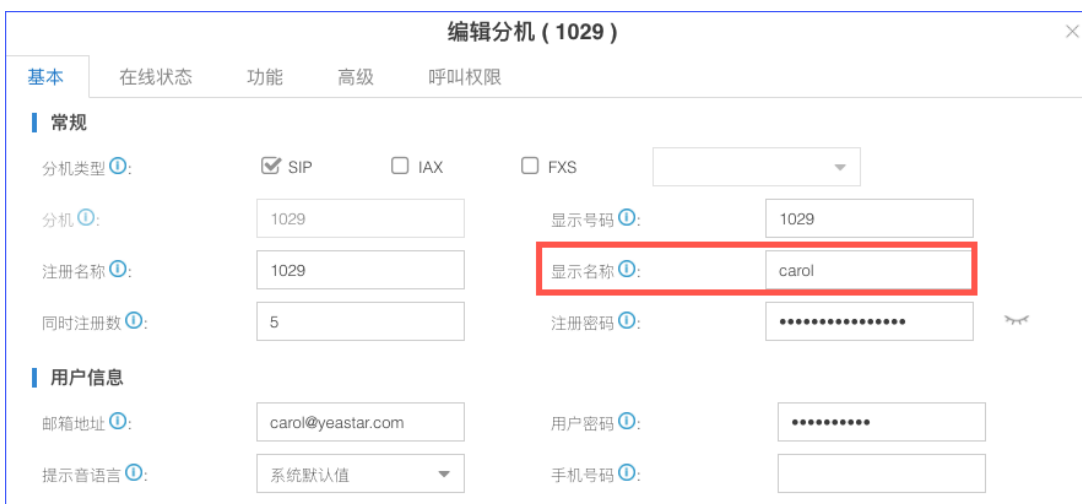 编辑分机 ( 1029 )
基本 在线状态 功能 高级 呼叫权限
常规
分机类型: SIP IAX FXS
分机: 1029 显示号码: 1029
注册名称: 1029 显示名称: carol
同时注册数: 5 注册密码: ••••••••••••••••
用户信息
邮箱地址: carol@yeastar.com 用户密码: ••••••••••
提示音语言: 系统默认值 手机号码: